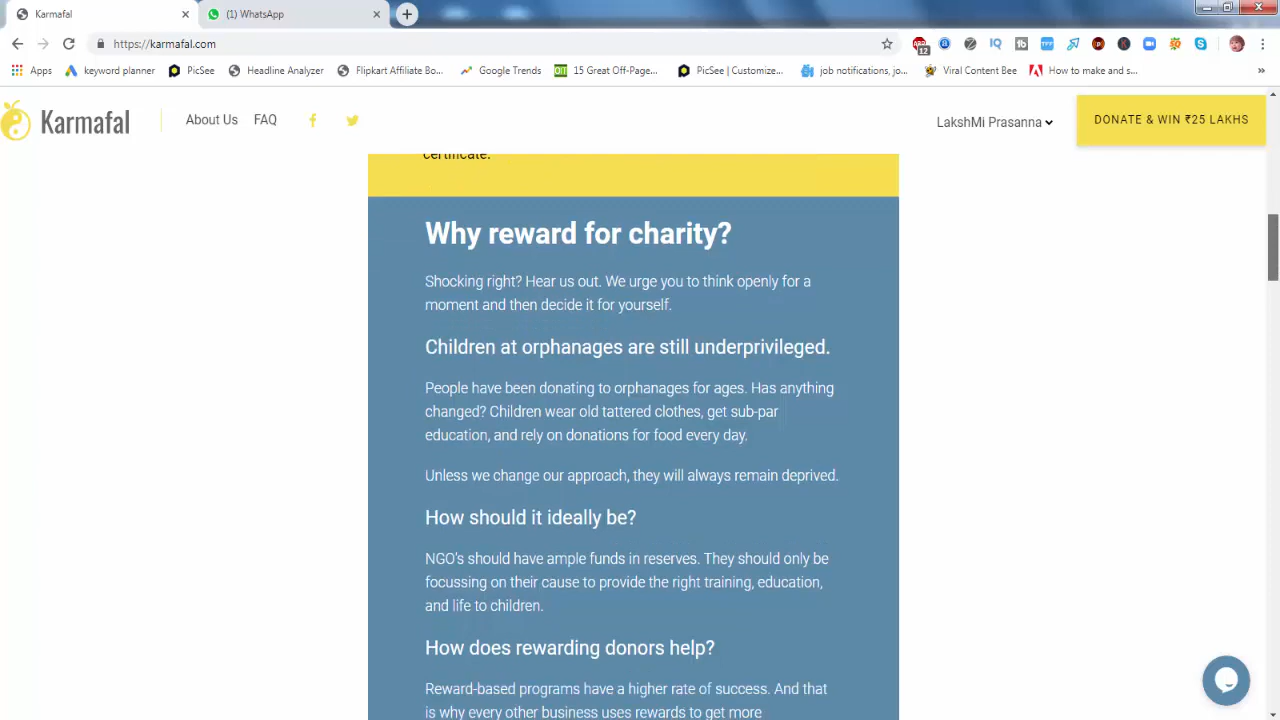 Karmafal
(1) WhatsApp
https://karmafal.com
12
Apps
keyword planner
PicSee
Headline Analyzer
Flipkart Affiliate Bo...
Google Trends
15 Great Off-Page...
PicSee | Customize...
job notifications, jo...
Viral Content Bee
How to make and s...
Karmafal
About Us
FAQ
LakshMi Prasanna
DONATE & WIN ₹25 LAKHS
certificate.
Why reward for charity?
Shocking right? Hear us out. We urge you to think openly for a
moment and then decide it for yourself.
Children at orphanages are still underprivileged.
People have been donating to orphanages for ages. Has anything
changed? Children wear old tattered clothes, get sub-par
education, and rely on donations for food every day.
Unless we change our approach, they will always remain deprived.
How should it ideally be?
NGO's should have ample funds in reserves. They should only be
focussing on their cause to provide the right training, education,
and life to children.
How does rewarding donors help?
Reward-based programs have a higher rate of success. And that
is why every other business uses rewards to get more